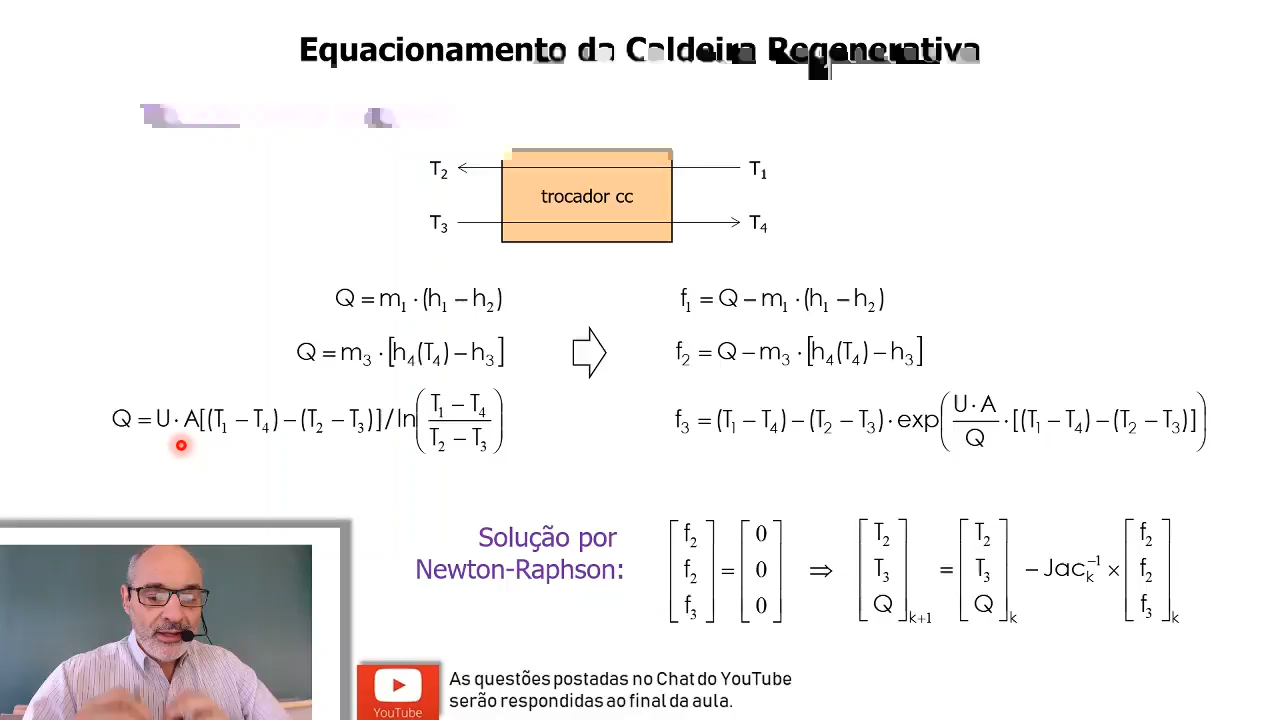 Equacionamento da Caldeira Regenerativa
T₂ T₁
trocador cc
T₃ T₄
Q = m₁ · (h₁ − h₂) f₁ = Q − m₁ · (h₁ − h₂)
Q = m₃ · [h₄(T₄) − h₃] f₂ = Q − m₃ · [h₄(T₄) − h₃]
Q = U · A[(T₁ − T₄) − (T₂ − T₃)] / ln((T₁ − T₄)/(T₂ − T₃)) f₃ = (T₁ − T₄) − (T₂ − T₃) · exp((U · A)/Q · [(T₁ − T₄) − (T₂ − T₃)])
Solução por
Newton-Raphson:
[f₂ f₂ f₃] = [0 0 0] ⇒ [T₂ T₃ Q]ₖ₊₁ = [T₂ T₃ Q]ₖ − Jacₖ⁻¹ × [f₂ f₂ f₃]ₖ
As questões postadas no Chat do YouTube
serão respondidas ao final da aula.
YouTube